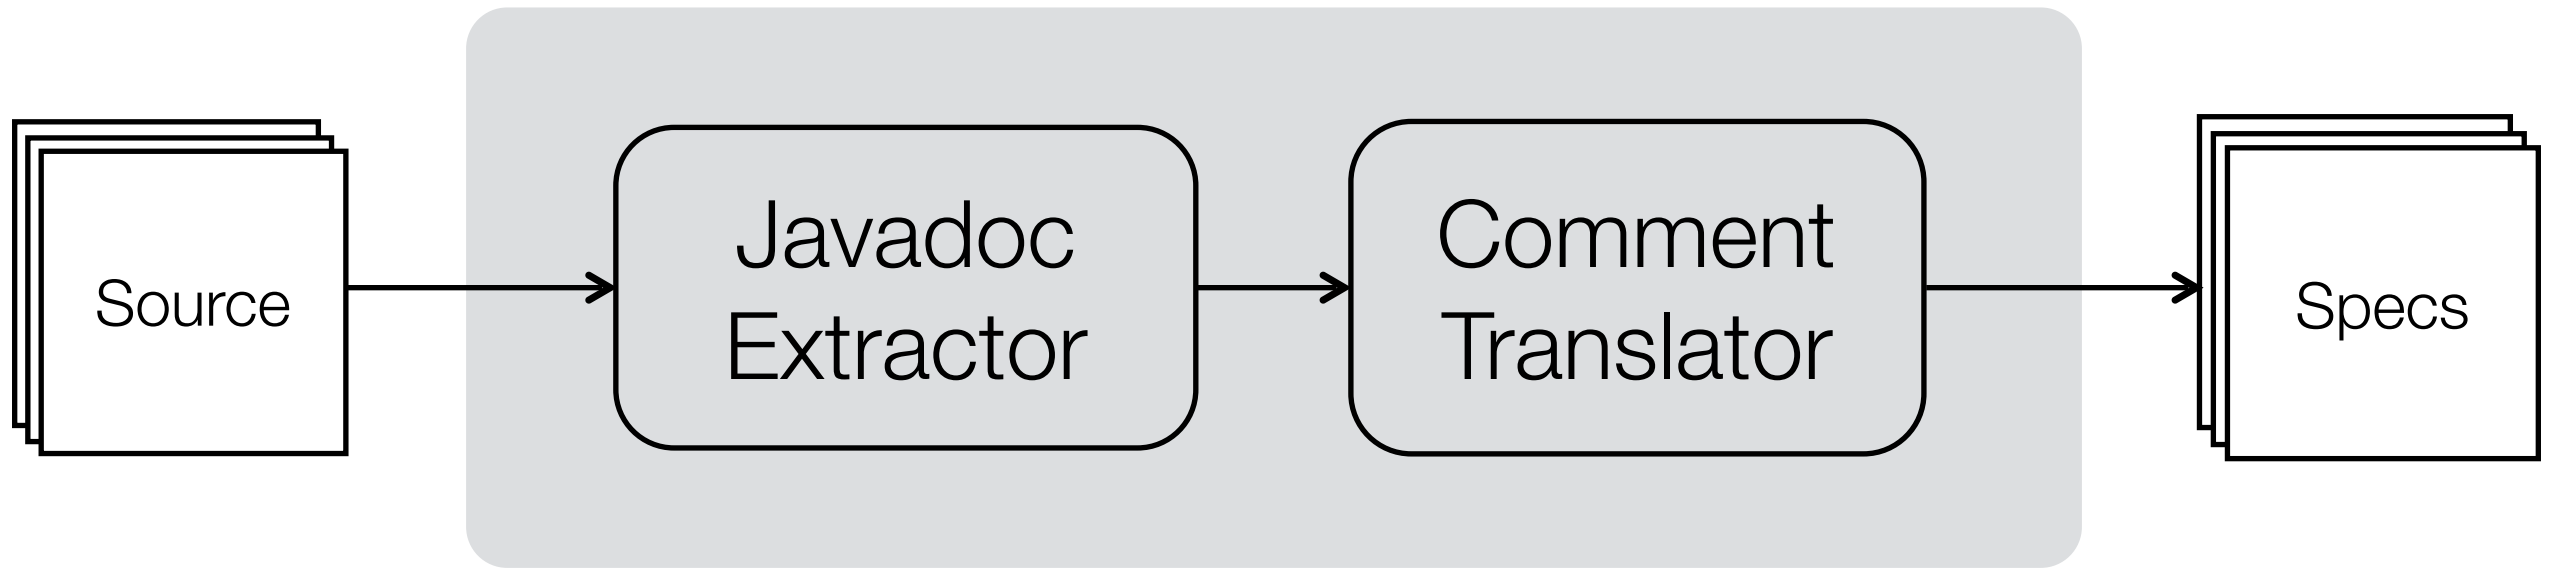 Source
Javadoc
Extractor
Comment
Translator
Specs